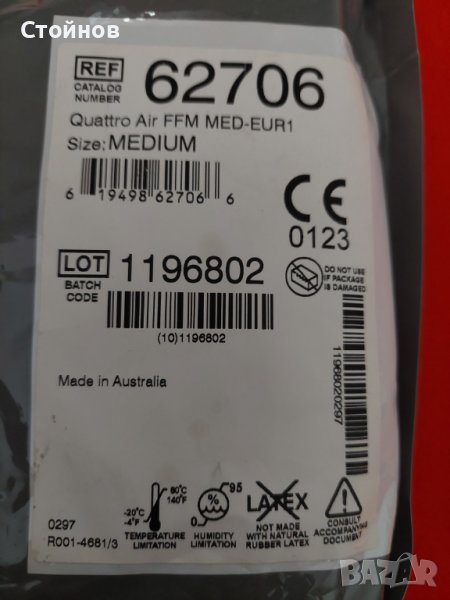 Стойнов
REF
CATALOG
NUMBER
62706
Quattro Air FFM MED-EUR1
Size: MEDIUM
6 19498 62706 6
CE
0123
LOT
BATCH
CODE
1196802
(10)1196802
DO NOT USE
IF PACKAGE
IS DAMAGED
11968020297
Made in Australia
60°C
140°F
-20°C
-4°F
TEMPERATURE
LIMITATION
%
95
0
HUMIDITY
LIMITATION
LATEX
NOT MADE
WITH NATURAL
RUBBER LATEX
!
CONSULT
ACCOMPANYING
DOCUMENT
0297
R001-4681/3
BAZAR